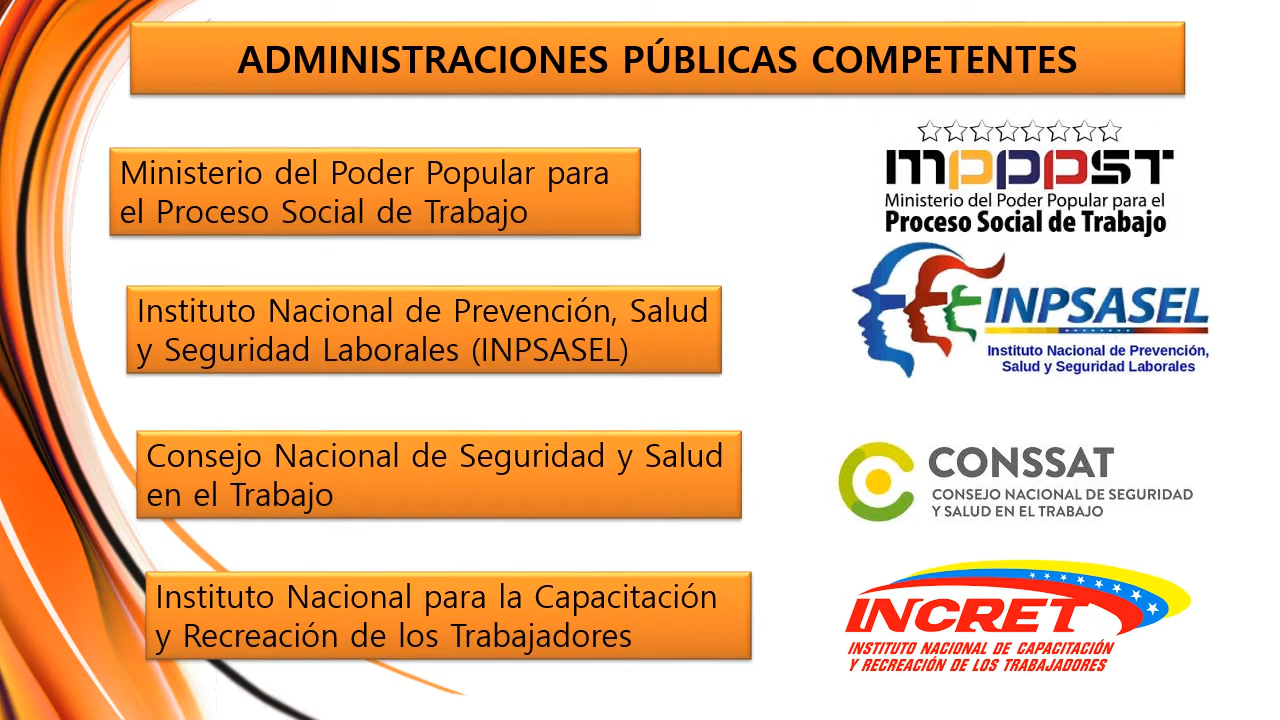 ADMINISTRACIONES PÚBLICAS COMPETENTES
Ministerio del Poder Popular para
el Proceso Social de Trabajo
mpppst
Ministerio del Poder Popular para el
Proceso Social de Trabajo
Instituto Nacional de Prevención, Salud
y Seguridad Laborales (INPSASEL)
INPSASEL
Instituto Nacional de Prevención,
Salud y Seguridad Laborales
Consejo Nacional de Seguridad y Salud
en el Trabajo
CONSSAT
CONSEJO NACIONAL DE SEGURIDAD
Y SALUD EN EL TRABAJO
Instituto Nacional para la Capacitación
y Recreación de los Trabajadores
INCRET
INSTITUTO NACIONAL DE CAPACITACIÓN
Y RECREACIÓN DE LOS TRABAJADORES